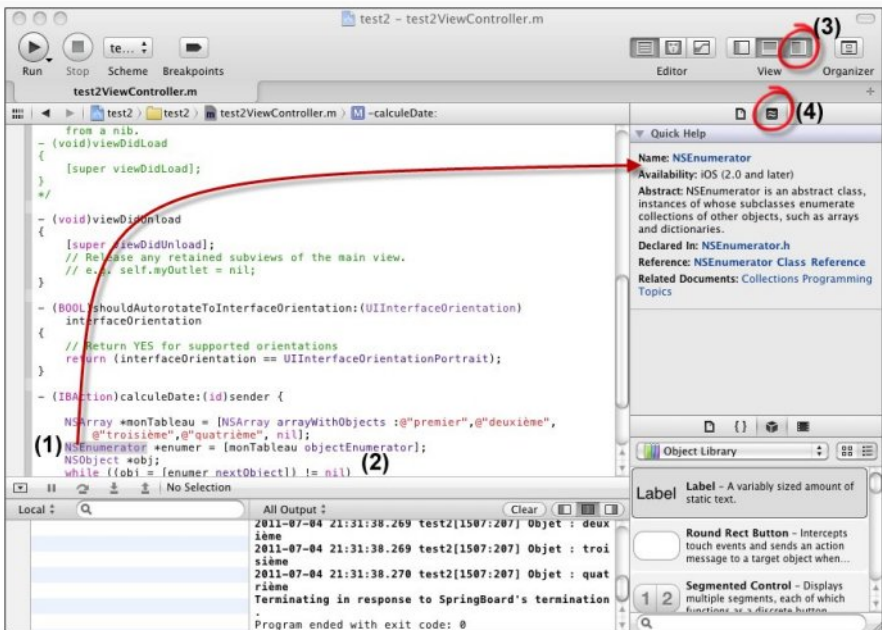 test2 – test2ViewController.m
(3)
te...
Run Stop Scheme Breakpoints
Editor View Organizer
test2ViewController.m
test2 test2 test2ViewController.m M -calculeDate:
(4)
from a nib.
- (void)viewDidLoad
{
[super viewDidLoad];
}
*/
- (void)viewDidUnload
{
[super viewDidUnload];
// Release any retained subviews of the main view.
// e.g. self.myOutlet = nil;
}
- (BOOL)shouldAutorotateToInterfaceOrientation:(UIInterfaceOrientation)
interfaceOrientation
{
// Return YES for supported orientations
return (interfaceOrientation == UIInterfaceOrientationPortrait);
}
- (IBAction)calculeDate:(id)sender {
NSArray *monTableau = [NSArray arrayWithObjects :@"premier",@"deuxième",
@"troisième",@"quatrième", nil];
(1) NSEnumerator *enumer = [monTableau objectEnumerator];
NSObject *obj;
(2)
while ((obj = [enumer nextObject]) != nil)
Quick Help
Name: NSEnumerator
Availability: iOS (2.0 and later)
Abstract: NSEnumerator is an abstract class,
instances of whose subclasses enumerate
collections of other objects, such as arrays
and dictionaries.
Declared In: NSEnumerator.h
Reference: NSEnumerator Class Reference
Related Documents: Collections Programming
Topics
{}
Object Library
Label Label – A variably sized amount of
static text.
Round Rect Button – Intercepts
touch events and sends an action
message to a target object when...
1 2 Segmented Control – Displays
multiple segments, each of which
functions as a discrete button
No Selection
Local
All Output Clear
2011-07-04 21:31:38.269 test2[1507:207] Objet : deux
ième
2011-07-04 21:31:38.269 test2[1507:207] Objet : troi
sième
2011-07-04 21:31:38.270 test2[1507:207] Objet : quat
rième
Terminating in response to SpringBoard's termination
.
Program ended with exit code: 0